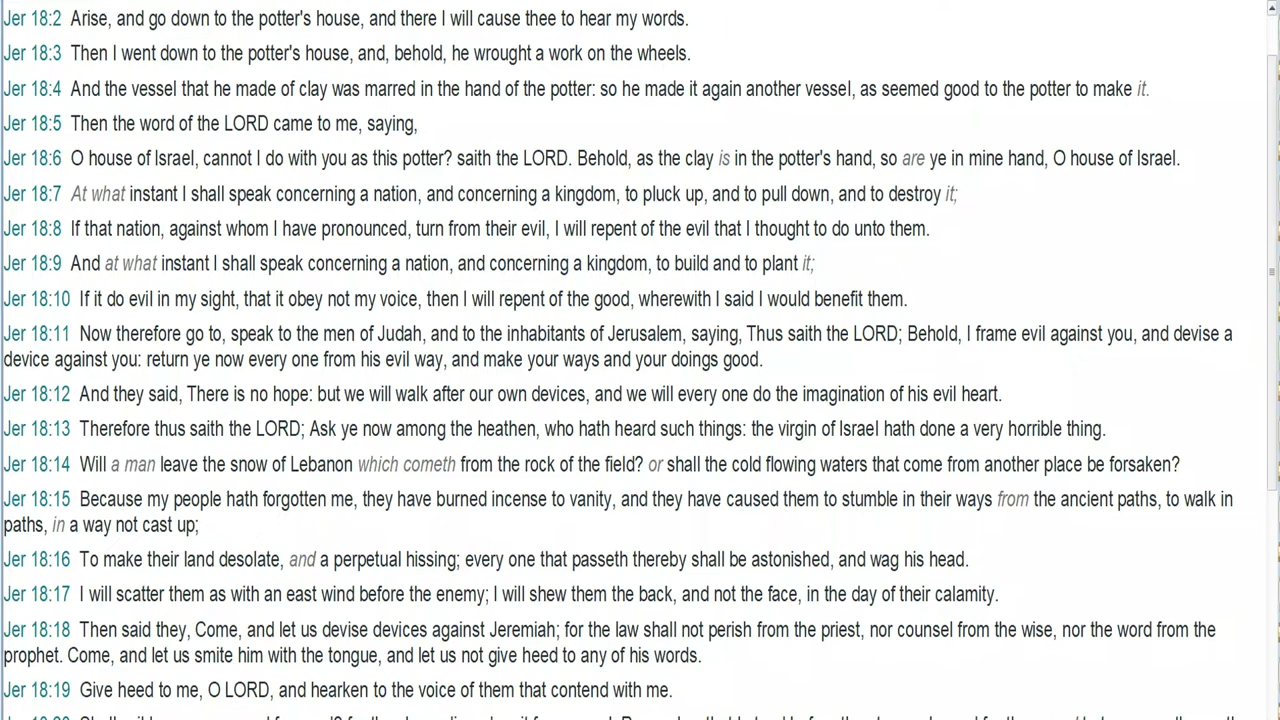 Jer 18:2 Arise, and go down to the potter's house, and there I will cause thee to hear my words.
Jer 18:3 Then I went down to the potter's house, and, behold, he wrought a work on the wheels.
Jer 18:4 And the vessel that he made of clay was marred in the hand of the potter: so he made it again another vessel, as seemed good to the potter to make it.
Jer 18:5 Then the word of the LORD came to me, saying,
Jer 18:6 O house of Israel, cannot I do with you as this potter? saith the LORD. Behold, as the clay is in the potter's hand, so are ye in mine hand, O house of Israel.
Jer 18:7 At what instant I shall speak concerning a nation, and concerning a kingdom, to pluck up, and to pull down, and to destroy it;
Jer 18:8 If that nation, against whom I have pronounced, turn from their evil, I will repent of the evil that I thought to do unto them.
Jer 18:9 And at what instant I shall speak concerning a nation, and concerning a kingdom, to build and to plant it;
Jer 18:10 If it do evil in my sight, that it obey not my voice, then I will repent of the good, wherewith I said I would benefit them.
Jer 18:11 Now therefore go to, speak to the men of Judah, and to the inhabitants of Jerusalem, saying, Thus saith the LORD; Behold, I frame evil against you, and devise a
device against you: return ye now every one from his evil way, and make your ways and your doings good.
Jer 18:12 And they said, There is no hope: but we will walk after our own devices, and we will every one do the imagination of his evil heart.
Jer 18:13 Therefore thus saith the LORD; Ask ye now among the heathen, who hath heard such things: the virgin of Israel hath done a very horrible thing.
Jer 18:14 Will a man leave the snow of Lebanon which cometh from the rock of the field? or shall the cold flowing waters that come from another place be forsaken?
Jer 18:15 Because my people hath forgotten me, they have burned incense to vanity, and they have caused them to stumble in their ways from the ancient paths, to walk in
paths, in a way not cast up;
Jer 18:16 To make their land desolate, and a perpetual hissing; every one that passeth thereby shall be astonished, and wag his head.
Jer 18:17 I will scatter them as with an east wind before the enemy; I will shew them the back, and not the face, in the day of their calamity.
Jer 18:18 Then said they, Come, and let us devise devices against Jeremiah; for the law shall not perish from the priest, nor counsel from the wise, nor the word from the
prophet. Come, and let us smite him with the tongue, and let us not give heed to any of his words.
Jer 18:19 Give heed to me, O LORD, and hearken to the voice of them that contend with me.